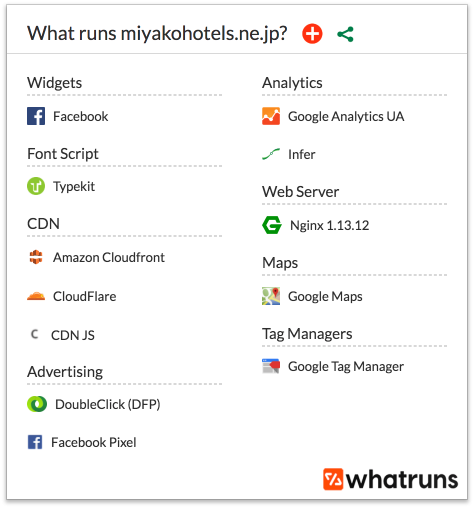 What runs miyakohotels.ne.jp?
Widgets
Facebook
Font Script
Typekit
CDN
Amazon Cloudfront
CloudFlare
C CDN JS
Advertising
DoubleClick (DFP)
Facebook Pixel
Analytics
Google Analytics UA
Infer
Web Server
Nginx 1.13.12
Maps
Google Maps
Tag Managers
Google Tag Manager
whatruns